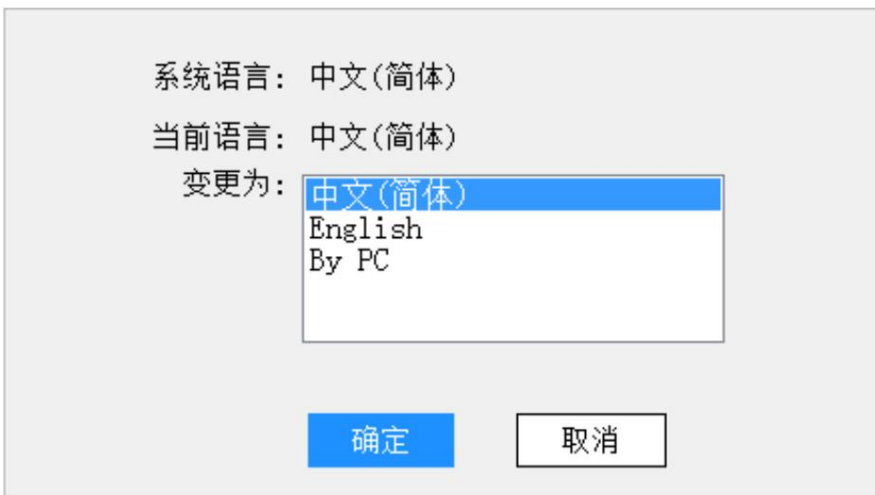 系统语言: 中文(简体)
当前语言: 中文(简体)
变更为: 中文(简体)
English
By PC
确定 取消